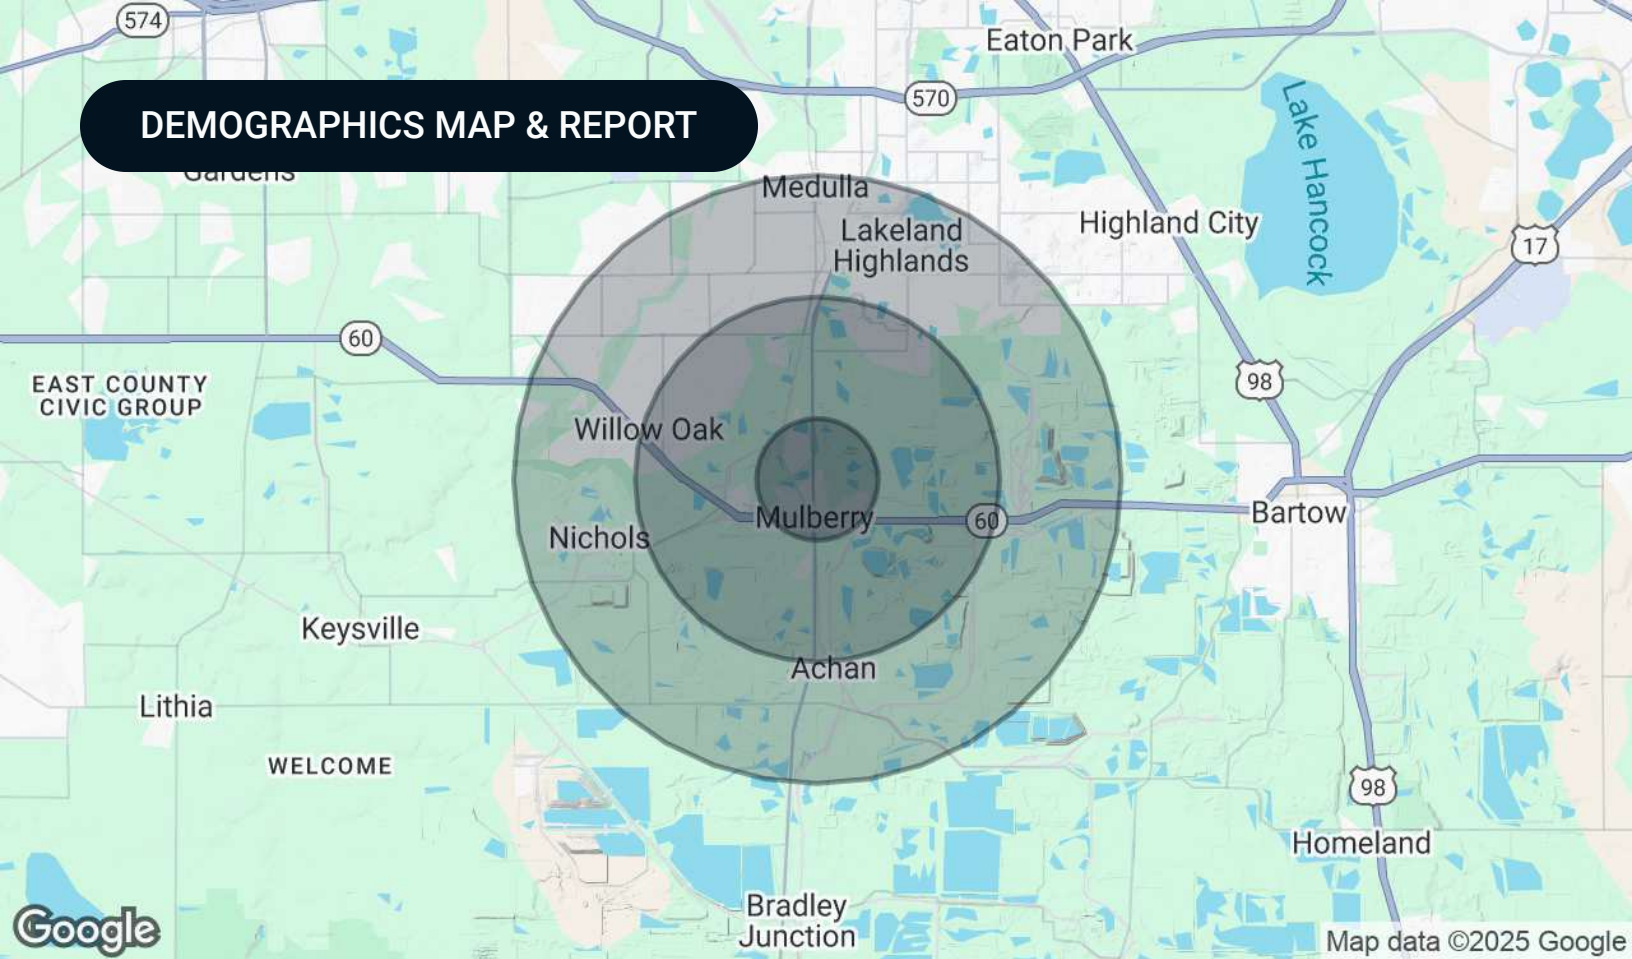 574
Eaton Park
570
DEMOGRAPHICS MAP & REPORT
Gardens
Medulla
Lakeland
Highlands
Highland City
Lake Hancock
17
60
98
EAST COUNTY
CIVIC GROUP
Willow Oak
Mulberry
60
Bartow
Nichols
Keysville
Achan
Lithia
WELCOME
98
Homeland
Bradley
Junction
Google
Map data ©2025 Google